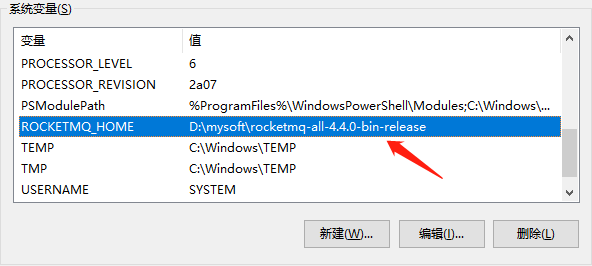 系统变量(S)
变量 值
PROCESSOR_LEVEL 6
PROCESSOR_REVISION 2a07
PSModulePath %ProgramFiles%\WindowsPowerShell\Modules;C:\Windows\...
ROCKETMQ_HOME D:\mysoft\rocketmq-all-4.4.0-bin-release
TEMP C:\Windows\TEMP
TMP C:\Windows\TEMP
USERNAME SYSTEM
新建(W)... 编辑(I)... 删除(L)